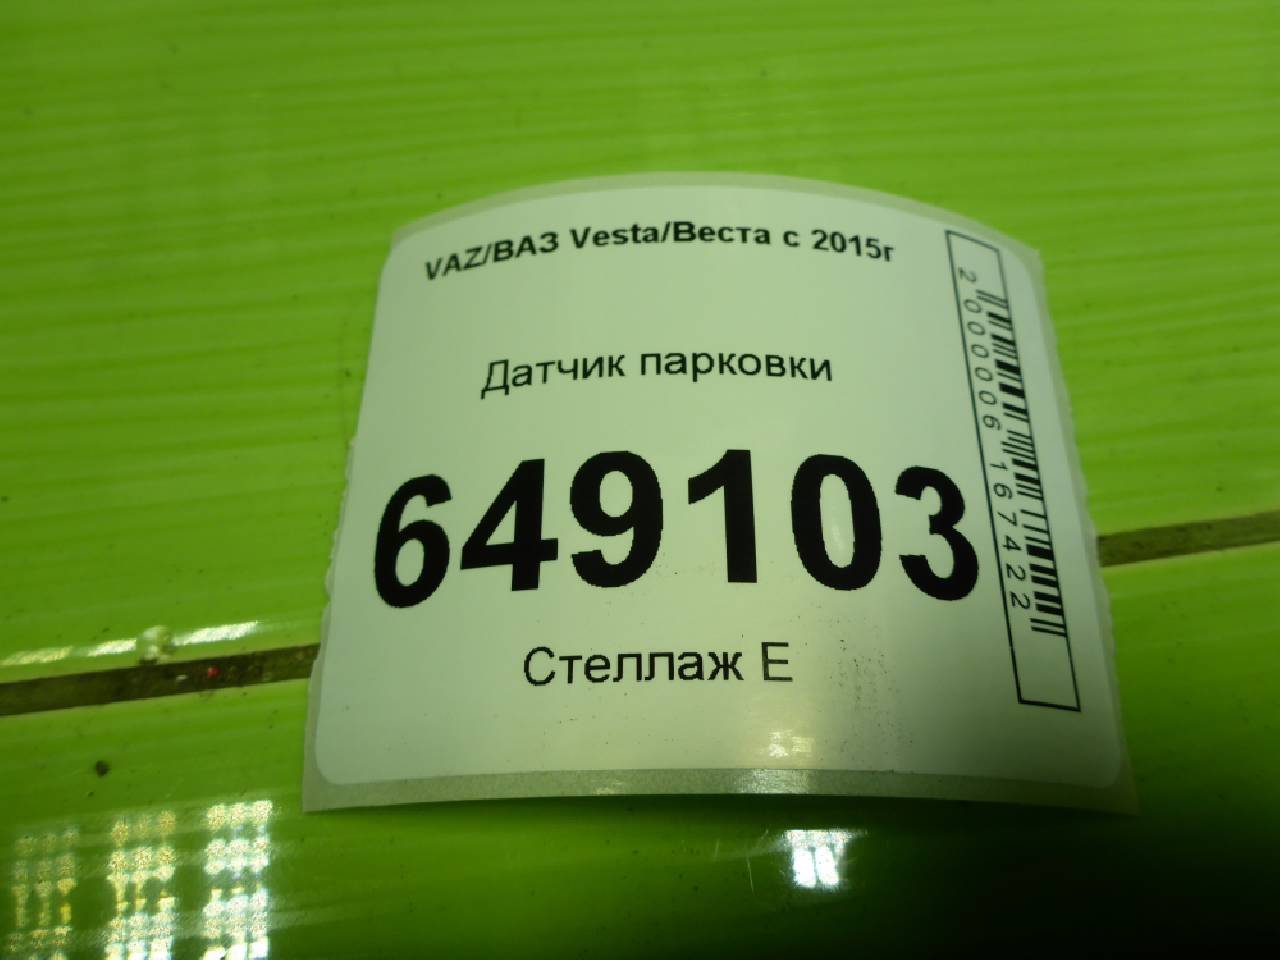 VAZ/ВАЗ Vesta/Веста с 2015г
Датчик парковки
649103
Стеллаж Е
2000006167422